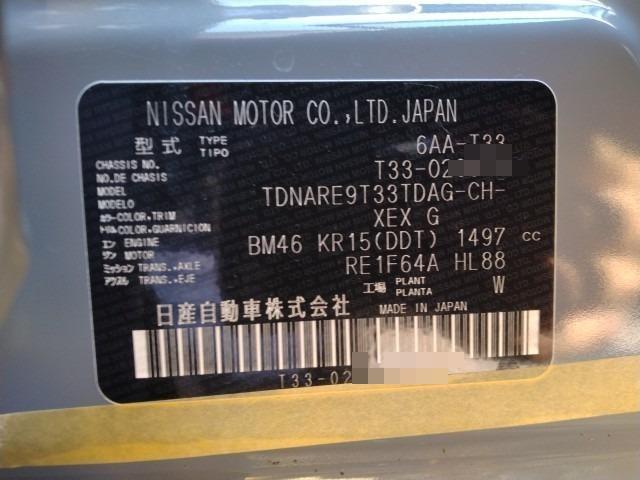 NISSAN MOTOR CO.,LTD.JAPAN
型式 TYPE TIPO 6AA-T33
CHASSIS NO. NO.DE CHASIS T33-02
MODEL MODELO TDNARE9T33TDAG-CH-
カラー COLOR,TRIM トリム COLOR,GUARNICION XEX G
エン ENGINE ジン MOTOR BM46 KR15(DDT) 1497 cc
ミッション TRANS.,AXLE アクスル TRANS.,EJE RE1F64A HL88
工場 PLANT PLANTA W
日産自動車株式会社 MADE IN JAPAN
T33-02